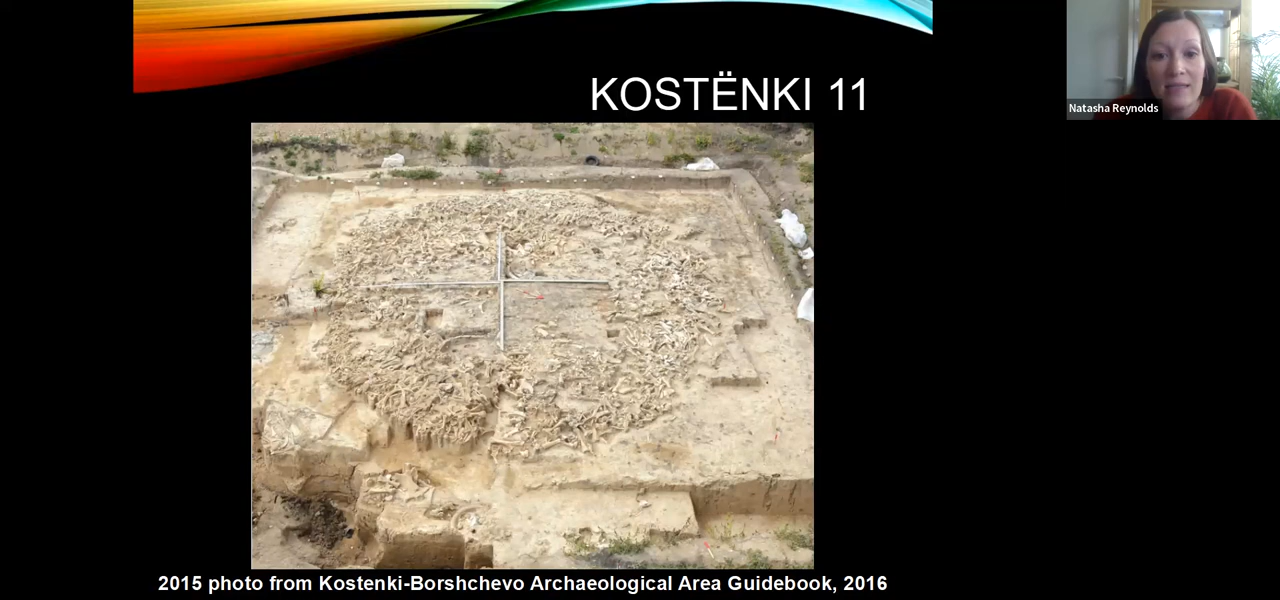 KOSTËNKI 11
Natasha Reynolds
2015 photo from Kostenki-Borshchevo Archaeological Area Guidebook, 2016